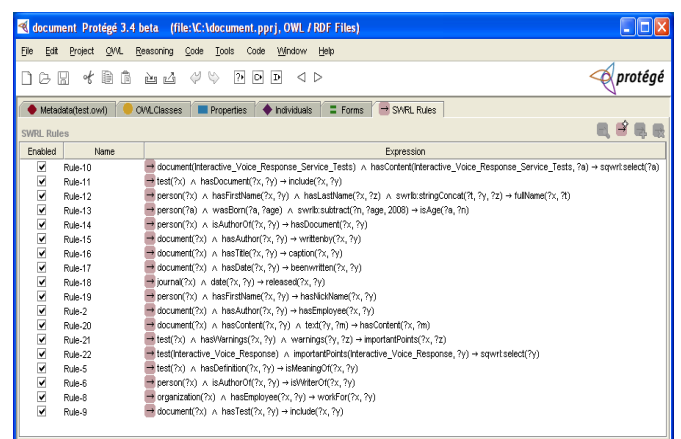 document Protégé 3.4 beta (file:\C:\document.pprj, OWL / RDF Files)
File Edit Project OWL Reasoning Code Tools Code Window Help
protégé
Metadata(test.owl) OWLClasses Properties Individuals Forms SWRL Rules
SWRL Rules
Enabled Name Expression
Rule-10 document(Interactive_Voice_Response_Service_Tests) ∧ hasContent(Interactive_Voice_Response_Service_Tests, ?a) → sqwrl:select(?a)
Rule-11 test(?x) ∧ hasDocument(?x, ?y) → include(?x, ?y)
Rule-12 person(?x) ∧ hasFirstName(?x, ?y) ∧ hasLastName(?x, ?z) ∧ swrlb:stringConcat(?t, ?y, ?z) → fullName(?x, ?t)
Rule-13 person(?a) ∧ wasBorn(?a, ?age) ∧ swrlb:subtract(?n, ?age, 2008) → isAge(?a, ?n)
Rule-14 person(?x) ∧ isAuthorOf(?x, ?y) → hasDocument(?x, ?y)
Rule-15 document(?x) ∧ hasAuthor(?x, ?y) → writtenby(?x, ?y)
Rule-16 document(?x) ∧ hasTitle(?x, ?y) → caption(?x, ?y)
Rule-17 document(?x) ∧ hasDate(?x, ?y) → beenwritten(?x, ?y)
Rule-18 journal(?x) ∧ date(?x, ?y) → released(?x, ?y)
Rule-19 person(?x) ∧ hasFirstName(?x, ?y) → hasNickName(?x, ?y)
Rule-2 document(?x) ∧ hasAuthor(?x, ?y) → hasEmployee(?x, ?y)
Rule-20 document(?x) ∧ hasContent(?x, ?y) ∧ text(?y, ?m) → hasContent(?x, ?m)
Rule-21 test(?x) ∧ hasWarnings(?x, ?y) ∧ warnings(?y, ?z) → importantPoints(?x, ?z)
Rule-22 test(Interactive_Voice_Response) ∧ importantPoints(Interactive_Voice_Response, ?y) → sqwrl:select(?y)
Rule-5 test(?x) ∧ hasDefinition(?x, ?y) → isMeaningOf(?x, ?y)
Rule-6 person(?x) ∧ isAuthorOf(?x, ?y) → isWriterOf(?x, ?y)
Rule-8 organization(?x) ∧ hasEmployee(?x, ?y) → workFor(?x, ?y)
Rule-9 document(?x) ∧ hasTest(?x, ?y) → include(?x, ?y)